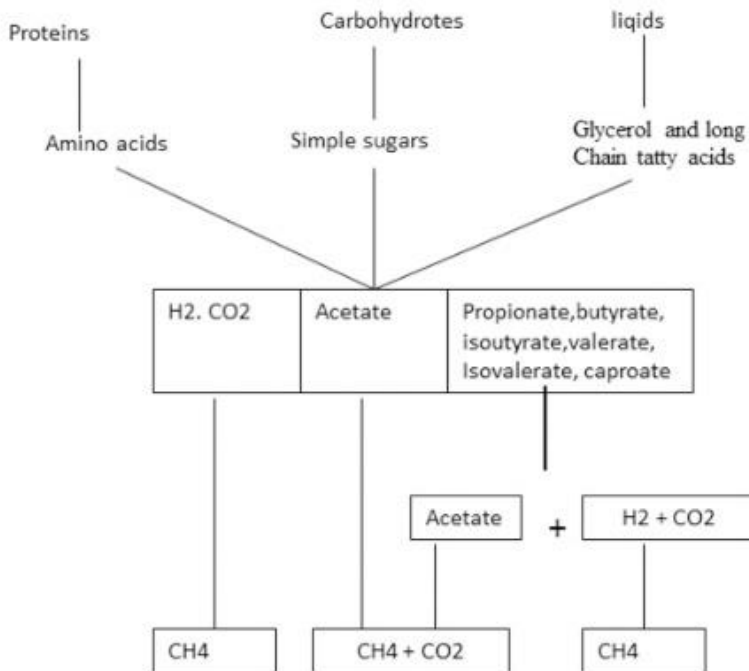 Proteins
Carbohydrotes
liqids
Amino acids
Simple sugars
Glycerol and long
Chain tatty acids
H2. CO2
Acetate
Propionate,butyrate,
isoutyrate,valerate,
Isovalerate, caproate
Acetate
+
H2 + CO2
CH4
CH4 + CO2
CH4